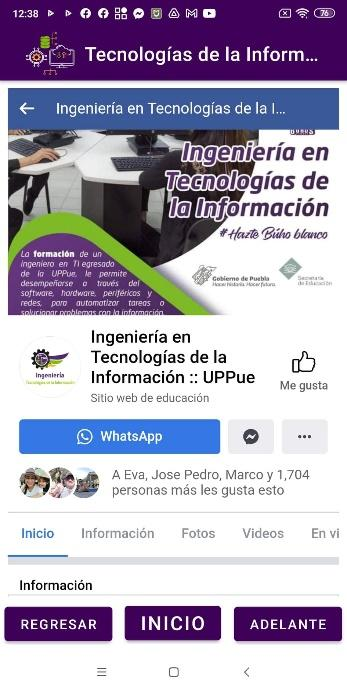 12:38
76
Tecnologías de la Inform...
Ingeniería en Tecnologías de la I...
Ingeniería en
Tecnologías de
la Información
#Hazte Búho blanco
La formación de un
ingeniero en TI egresado
de la UPPue, le permite
desempeñarse a través del
software, hardware, periféricos y
redes, para automatizar tareas o
solucionar problemas con la información.
Gobierno de Puebla
Hacer historia. Hacer futuro.
Secretaría
de Educación
Ingeniería
Tecnologías de la Información
Ingeniería en
Tecnologías de la
Información :: UPPue
Sitio web de educación
Me gusta
WhatsApp
A Eva, Jose Pedro, Marco y 1,704
personas más les gusta esto
Inicio Información Fotos Videos En vi
Información
REGRESAR INICIO ADELANTE